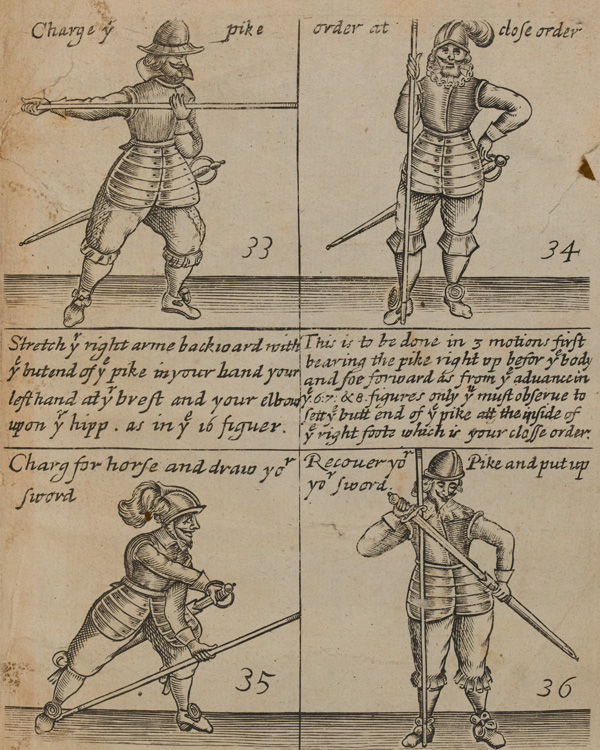 Charge yͤ pike
33
order at close order
34
Stretch yͬ right arme backward with
yͤ butend of yͤ pike in your hand your
left hand at yͬ brest and your elbow
upon yͬ hipp. as in yͤ 16 figuer.
This is to be done in 3 motions first
bearing the pike right vp befor yͤ body
and soe forward as from yͤ advance in
y. 6. 7. & 8. figures only yͧ must observe to
sett yͤ butt end of yͤ pike att the inside of
yͬ right foote which is your closse order.
Charg for horse and draw yoͬ
sword
35
Recouer yoͬ Pike and put up
yoͬ sword.
36